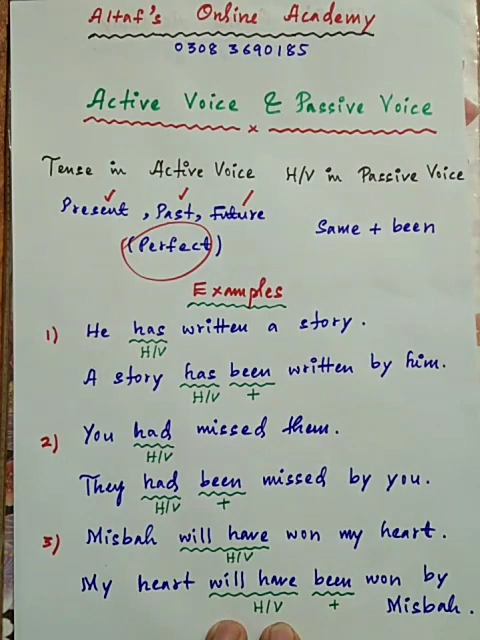 Altaf's Online Academy
0308 3690185
Active Voice & Passive Voice
x
Tense in Active Voice H/V in Passive Voice
Present, Past, Future
(Perfect)
Same + been
Examples
1) He has written a story.
H/V
A story has been written by him.
H/V +
2) You had missed them.
H/V
They had been missed by you.
H/V +
3) Misbah will have won my heart.
H/V
My heart will have been won by
H/V + Misbah.